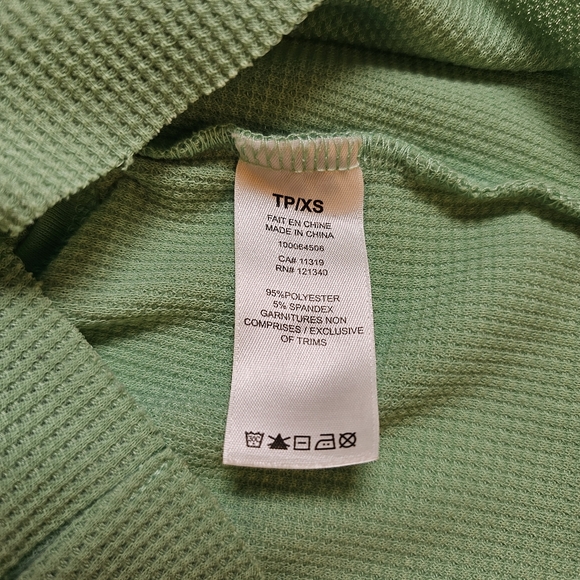 TP/XS
FAIT EN CHINE
MADE IN CHINA
100064506
CA# 11319
RN# 121340
95%POLYESTER
5% SPANDEX
GARNITURES NON
COMPRISES / EXCLUSIVE
OF TRIMS
30C